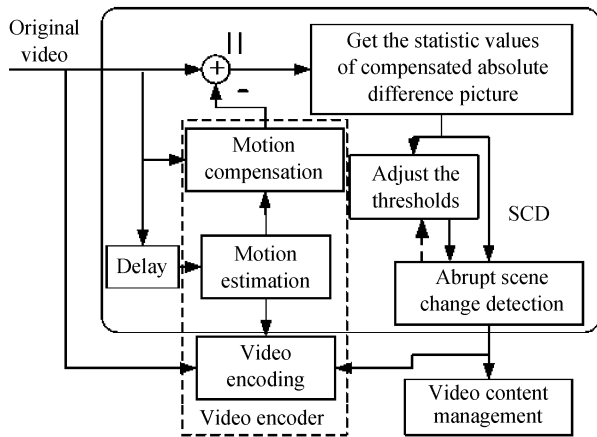 Original
video
||
+
-
Get the statistic values
of compensated absolute
difference picture
Motion
compensation
Adjust the
thresholds
SCD
Delay
Motion
estimation
Abrupt scene
change detection
Video
encoding
Video encoder
Video content
management